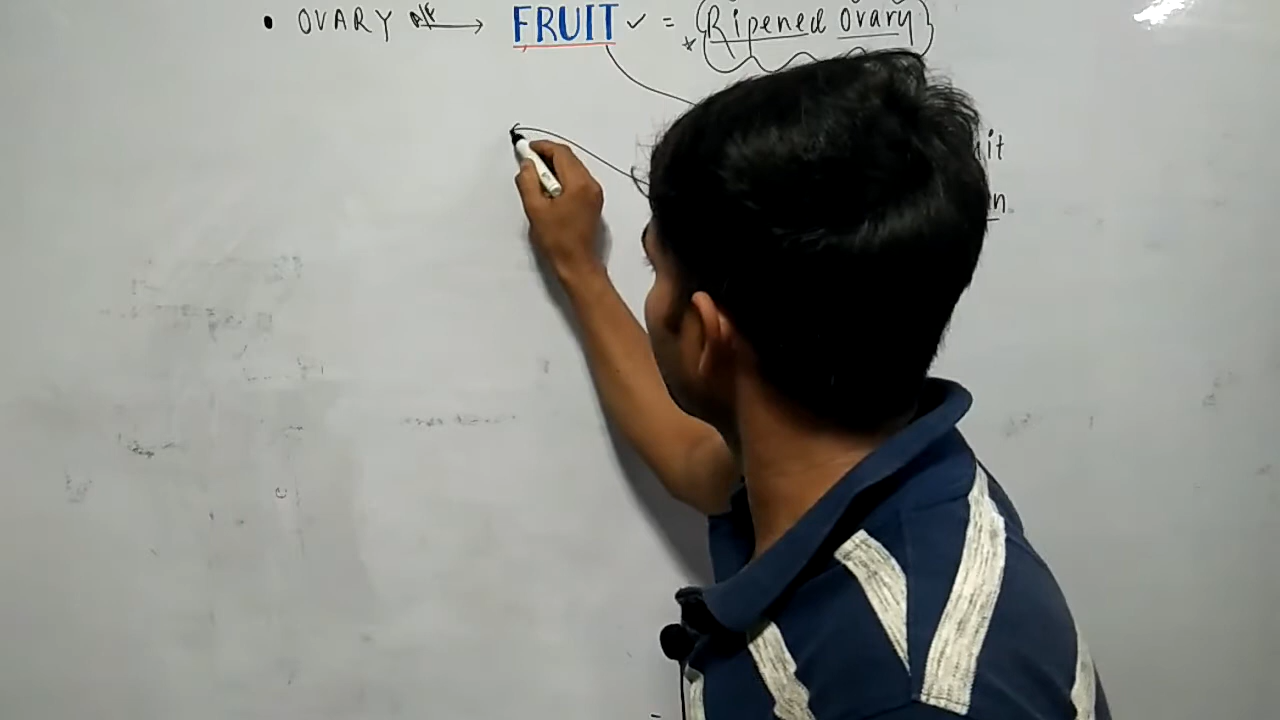 • OVARY A/F → FRUIT ✓ = (Ripened Ovary)